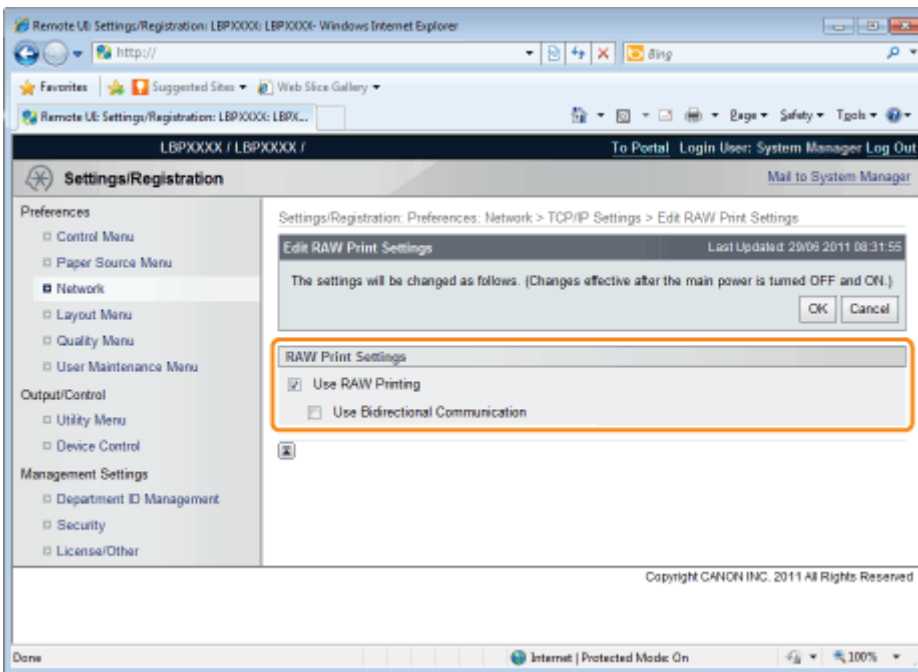 Remote UI: Settings/Registration: LBPXXXX: LBPXXXX- Windows Internet Explorer
http://
Bing
Favorites Suggested Sites Web Slice Gallery
Remote UI: Settings/Registration: LBPXXXX: LBPX...
Page Safety Tools
LBPXXXX / LBPXXXX /
To Portal Login User: System Manager Log Out
Settings/Registration
Mail to System Manager
Preferences
Control Menu
Paper Source Menu
Network
Layout Menu
Quality Menu
User Maintenance Menu
Output/Control
Utility Menu
Device Control
Management Settings
Department ID Management
Security
License/Other
Settings/Registration: Preferences: Network > TCP/IP Settings > Edit RAW Print Settings
Edit RAW Print Settings
Last Updated: 29/06 2011 08:31:55
The settings will be changed as follows. (Changes effective after the main power is turned OFF and ON.)
OK Cancel
RAW Print Settings
Use RAW Printing
Use Bidirectional Communication
Copyright CANON INC. 2011 All Rights Reserved
Done
Internet | Protected Mode: On
100%